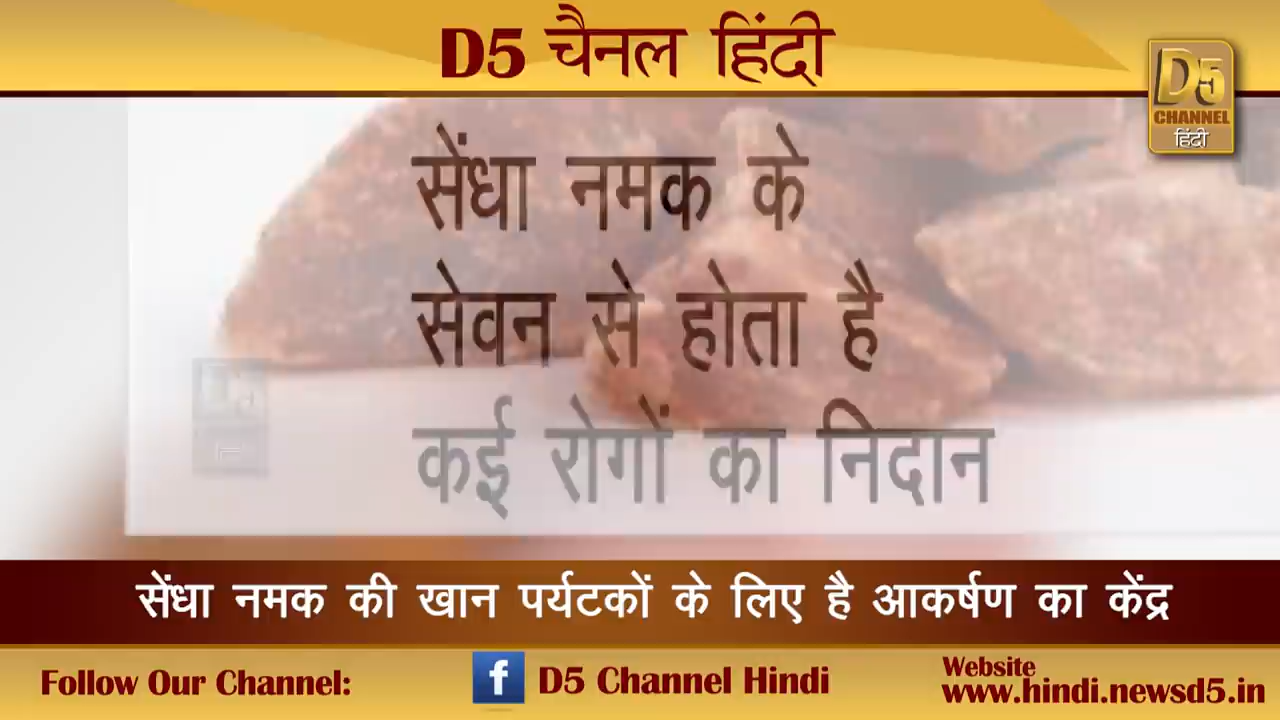 D5 चैनल हिंदी
D5
CHANNEL
हिंदी
सेंधा नमक के
सेवन से होता है
कई रोगों का निदान
D5
सेंधा नमक की खान पर्यटकों के लिए है आकर्षण का केंद्र
Follow Our Channel:
f D5 Channel Hindi
Website
www.hindi.newsd5.in